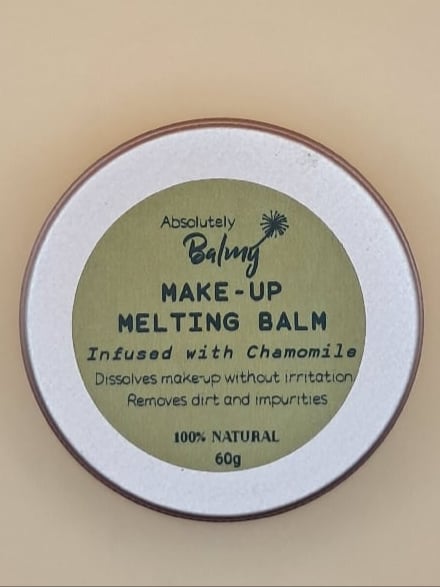 Absolutely
Balmy
MAKE-UP
MELTING BALM
Infused with Chamomile
Dissolves make-up without irritation
Removes dirt and impurities
100% NATURAL
60g